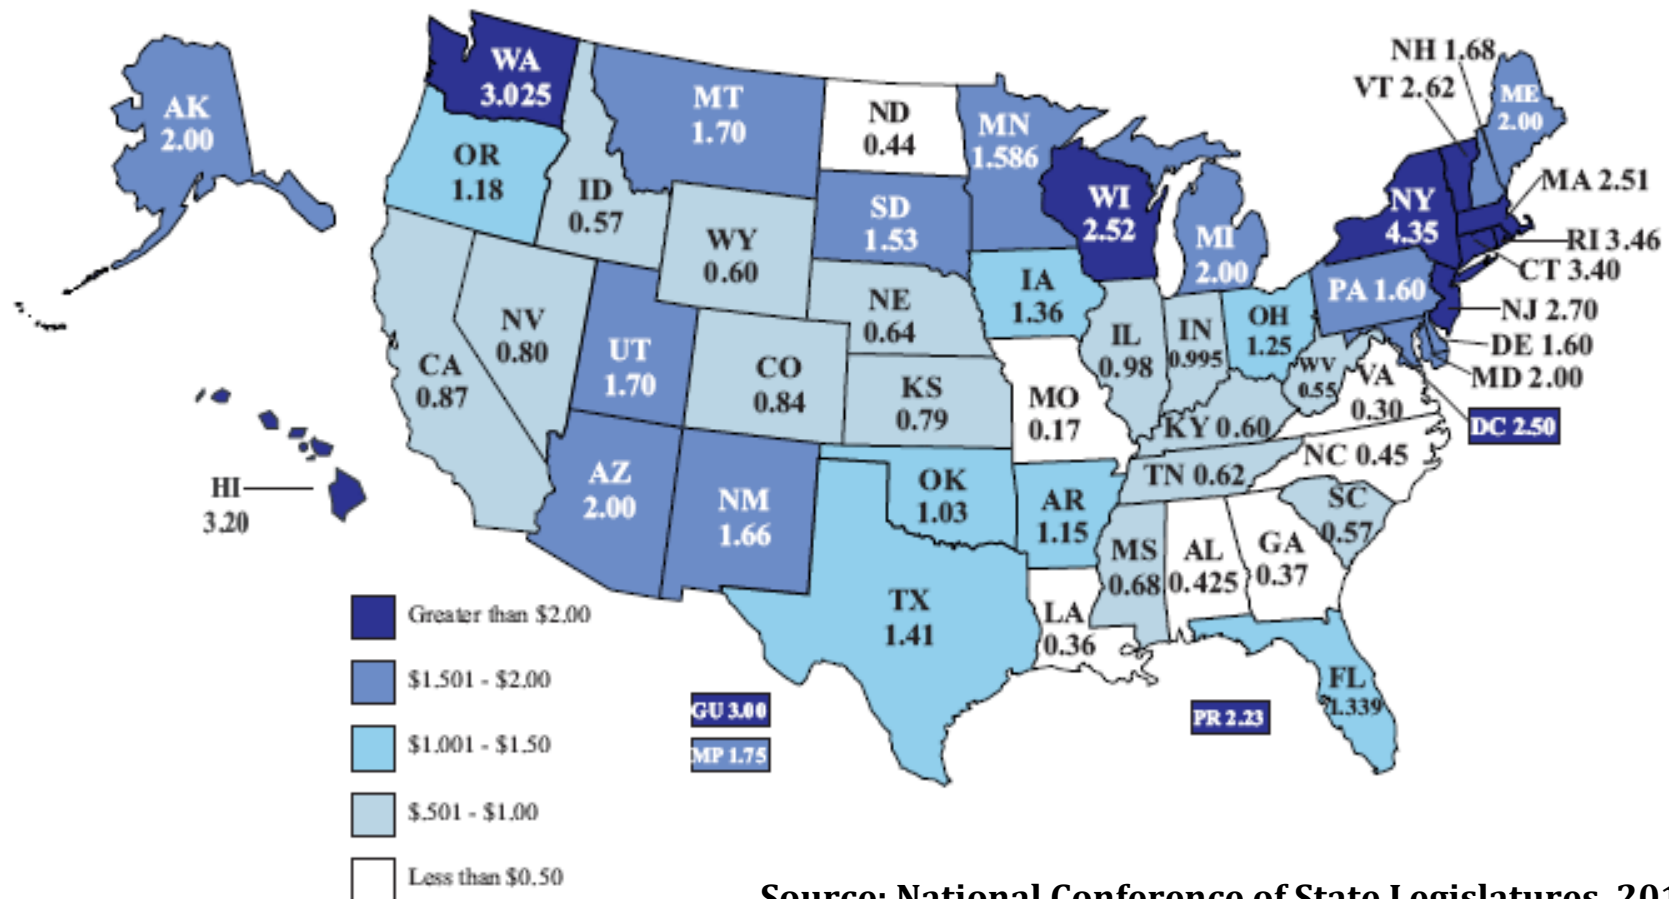 AK
2.00
WA
3.025
OR
1.18
ID
0.57
MT
1.70
WY
0.60
ND
0.44
SD
1.53
MN
1.586
WI
2.52
MI
2.00
NH 1.68
VT 2.62
ME
2.00
NY
4.35
MA 2.51
RI 3.46
CT 3.40
PA 1.60
NJ 2.70
DE 1.60
MD 2.00
DC 2.50
CA
0.87
NV
0.80
UT
1.70
CO
0.84
NE
0.64
KS
0.79
IA
1.36
MO
0.17
IL
0.98
IN
0.995
OH
1.25
WV
0.55
VA
0.30
KY 0.60
TN 0.62
NC 0.45
SC
0.57
AZ
2.00
NM
1.66
OK
1.03
AR
1.15
TX
1.41
LA
0.36
MS
0.68
AL
0.425
GA
0.37
FL
1.339
HI
3.20
GU 3.00
MP 1.75
PR 2.23
Greater than $2.00
$1.501 - $2.00
$1.001 - $1.50
$.501 - $1.00
Less than $0.50
Source: National Conference of State Legislatures, 201